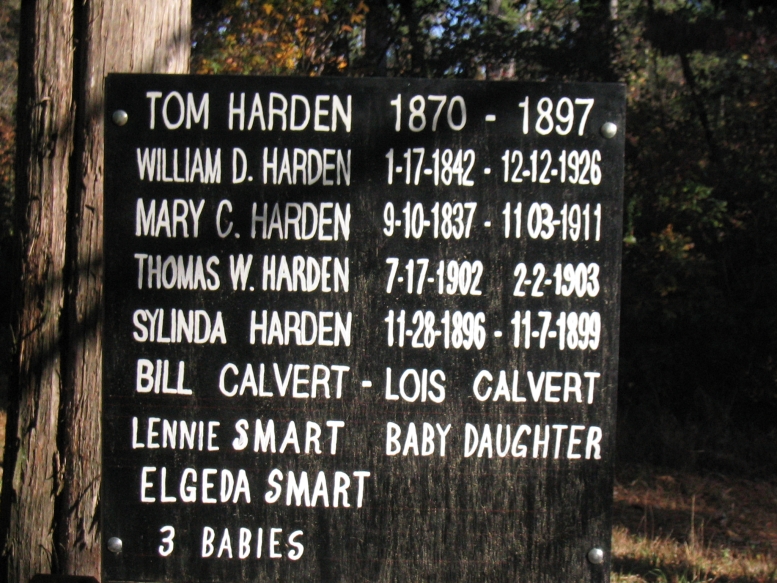 TOM HARDEN 1870 - 1897
WILLIAM D. HARDEN 1-17-1842 - 12-12-1926
MARY C. HARDEN 9-10-1837 - 11 03-1911
THOMAS W. HARDEN 7-17-1902 2-2-1903
SYLINDA HARDEN 11-28-1896 - 11-7-1899
BILL CALVERT - LOIS CALVERT
LENNIE SMART BABY DAUGHTER
ELGEDA SMART
3 BABIES